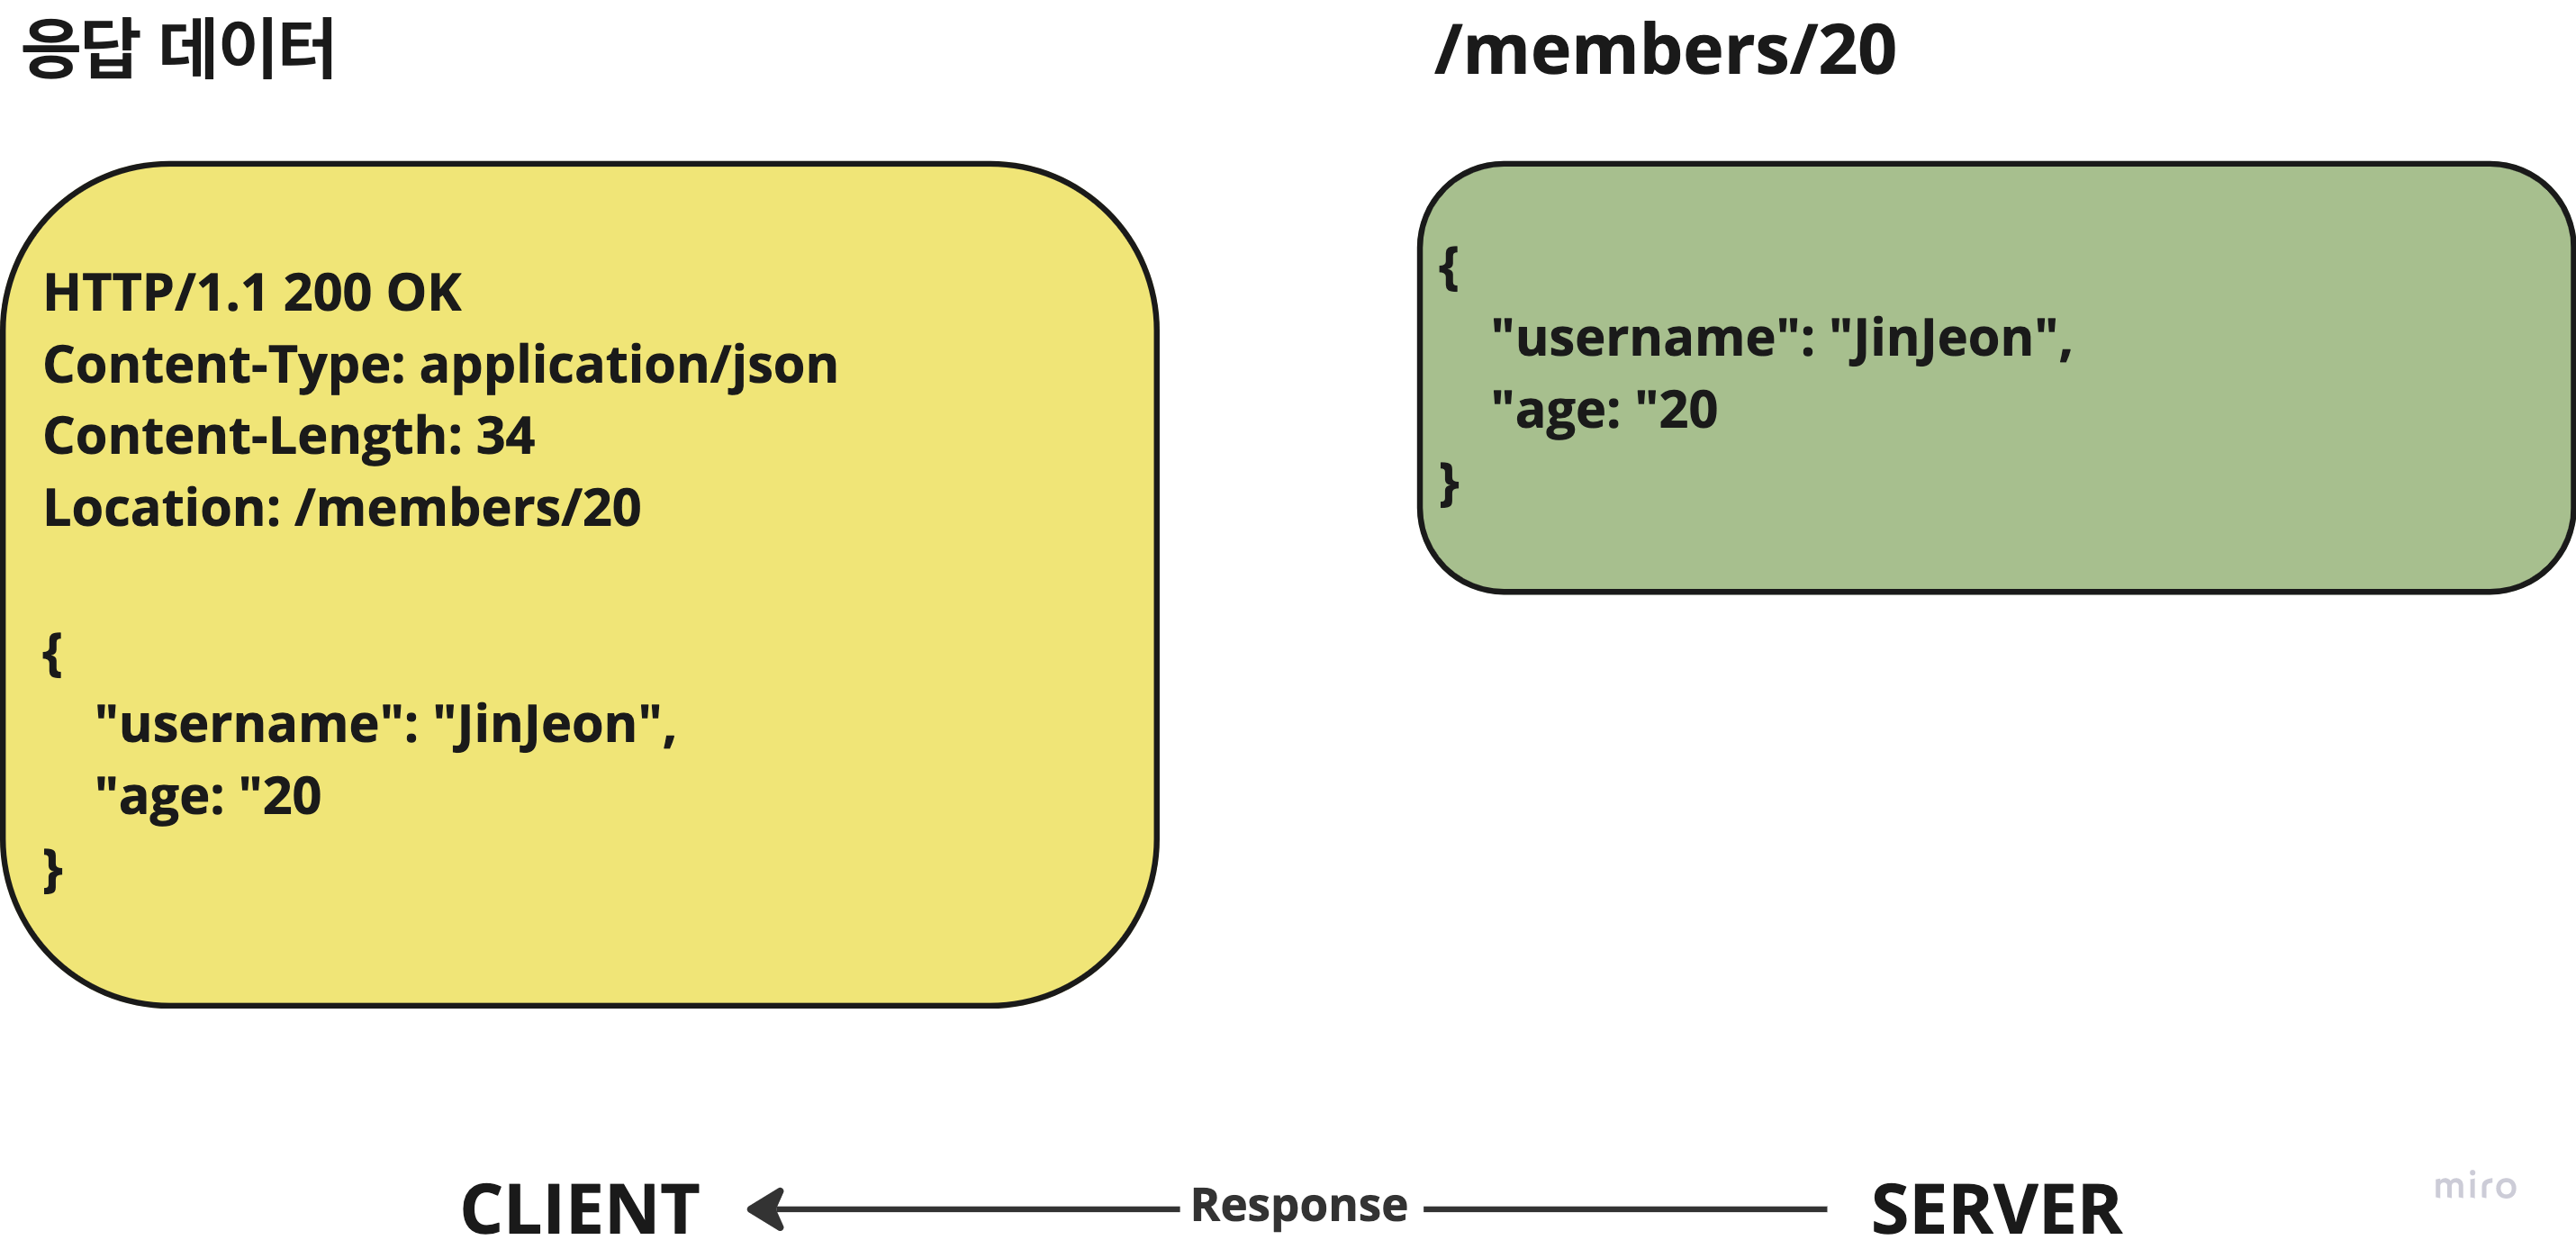 응답 데이터
HTTP/1.1 200 OK
Content-Type: application/json
Content-Length: 34
Location: /members/20
{
"username": "JinJeon",
"age: "20
}
/members/20
{
"username": "JinJeon",
"age: "20
}
CLIENT
Response
SERVER
miro